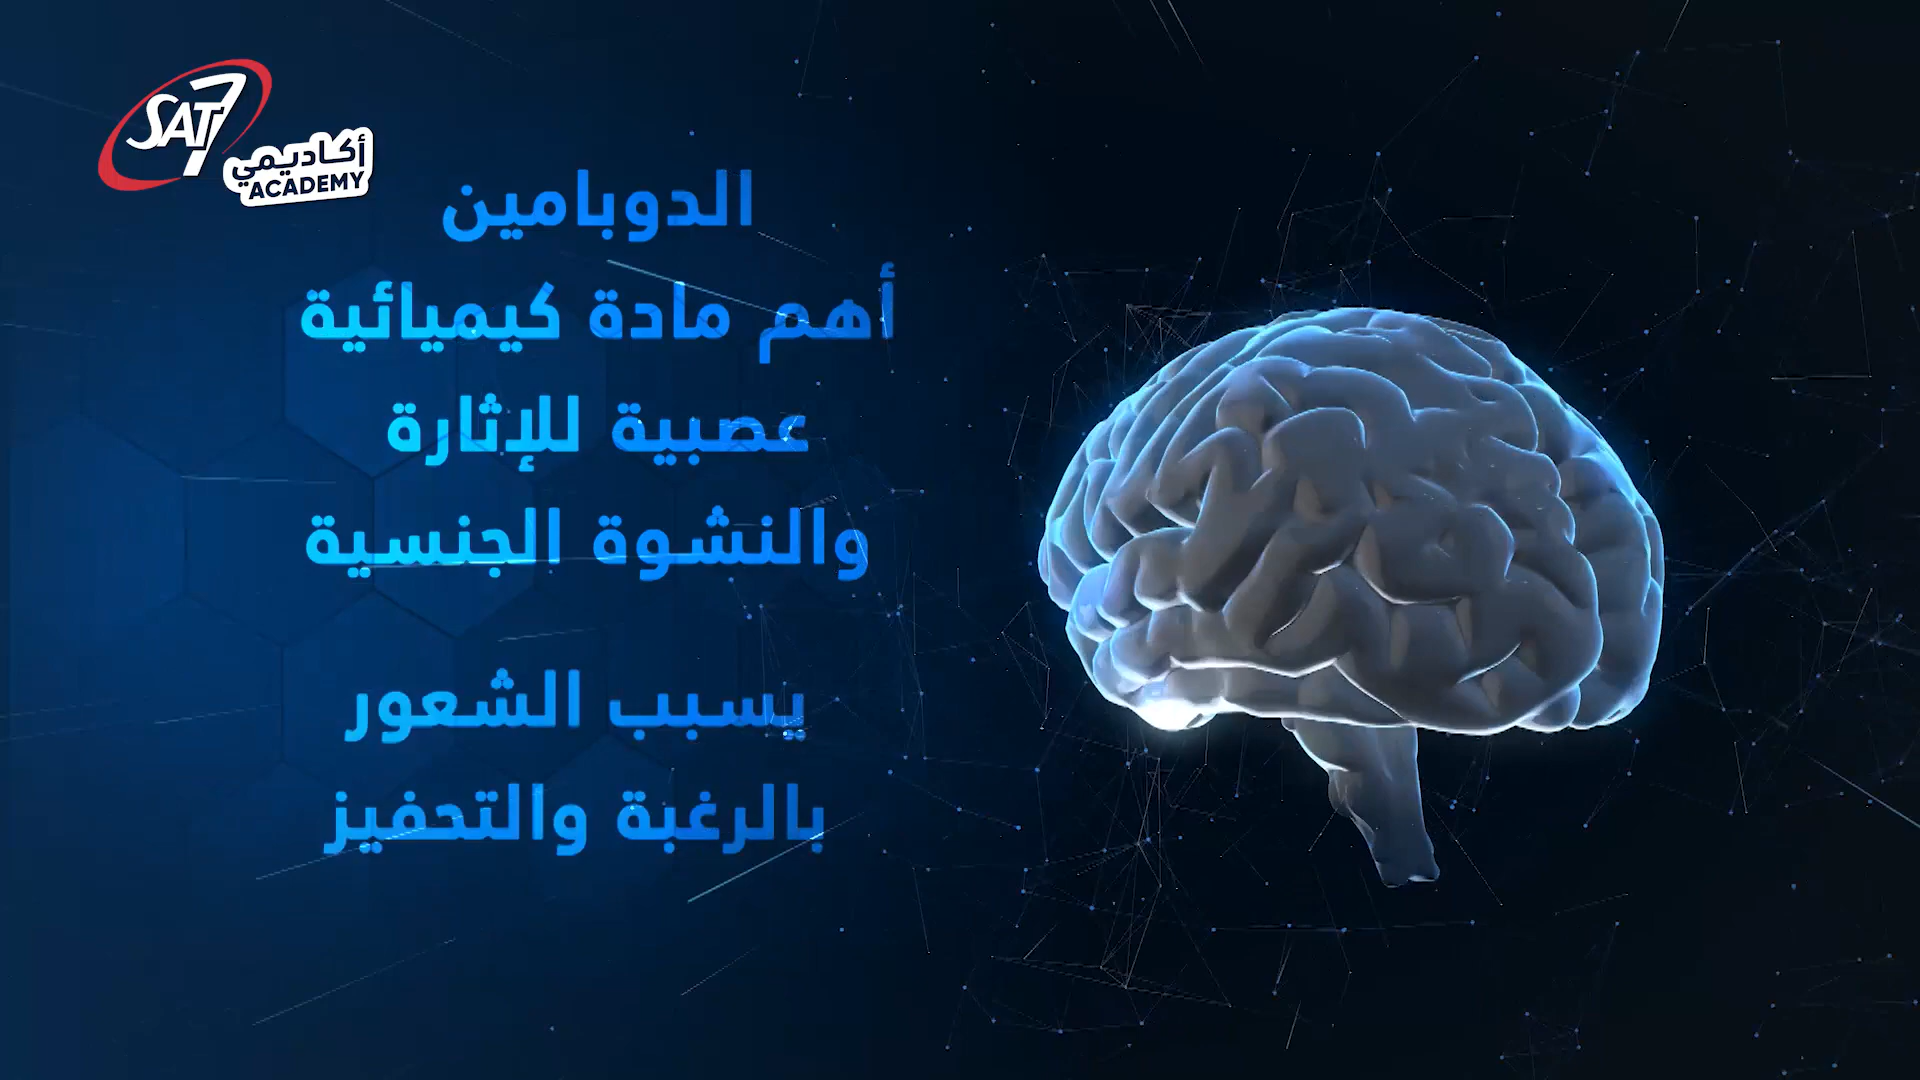 SAT7
أكاديمي
ACADEMY
الدوبامين
أهم مادة كيميائية
عصبية للإثارة
والنشوة الجنسية
يسبب الشعور
بالرغبة والتحفيز